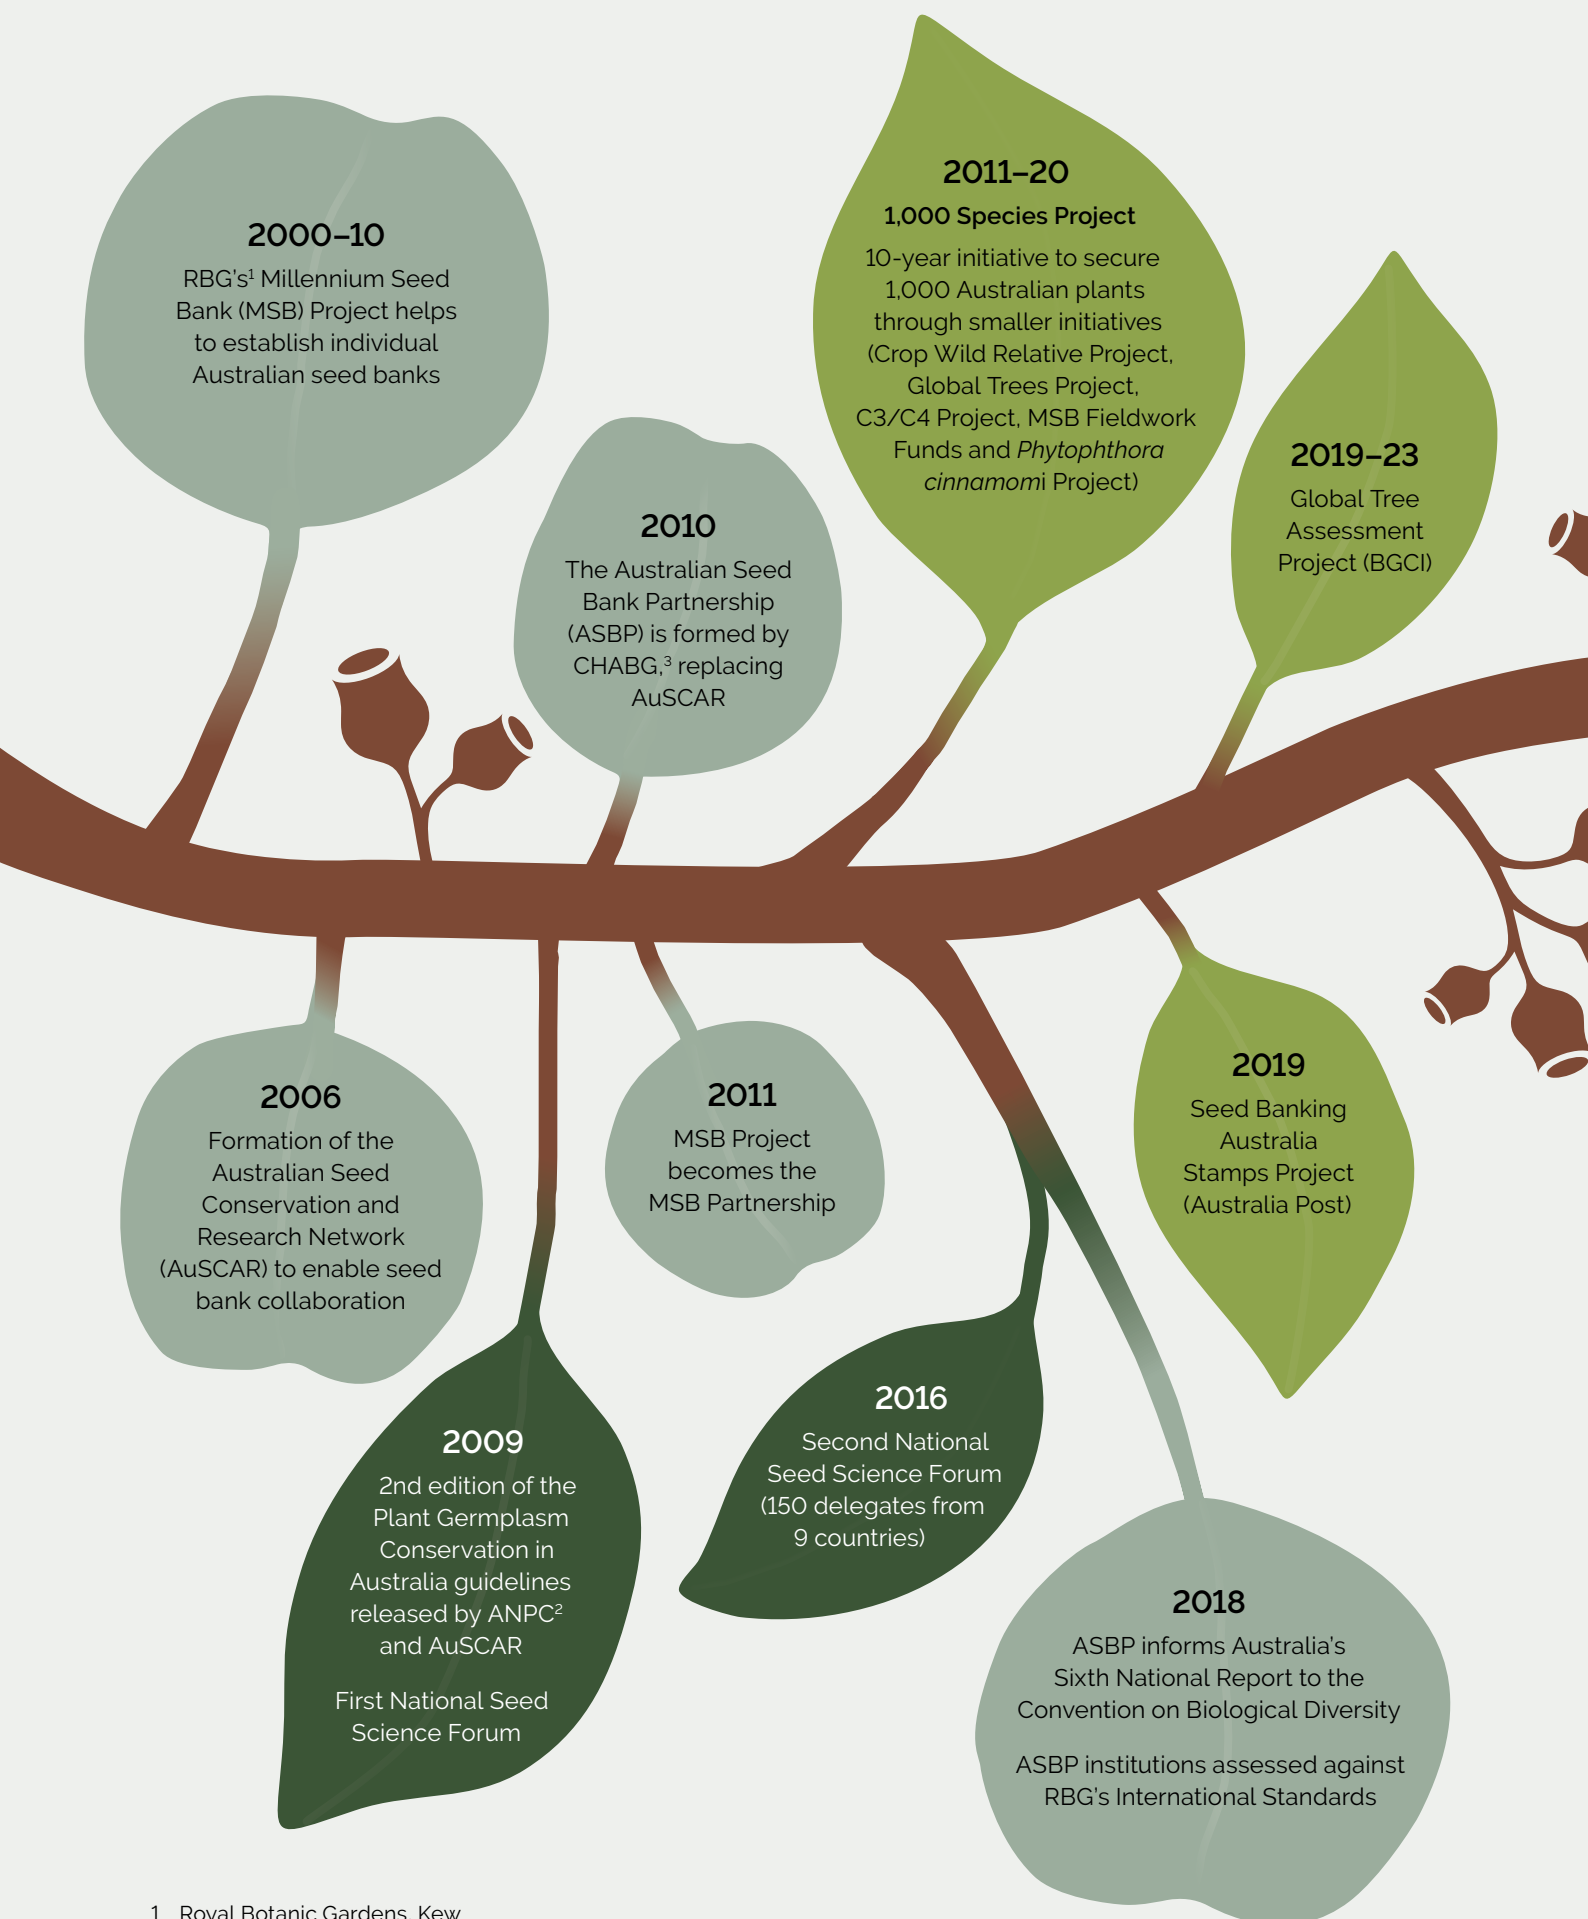 2000–10
RBG's¹ Millennium Seed
Bank (MSB) Project helps
to establish individual
Australian seed banks
2010
The Australian Seed
Bank Partnership
(ASBP) is formed by
CHABG,³ replacing
AuSCAR
2011–20
1,000 Species Project
10-year initiative to secure
1,000 Australian plants
through smaller initiatives
(Crop Wild Relative Project,
Global Trees Project,
C3/C4 Project, MSB Fieldwork
Funds and Phytophthora
cinnamomi Project)
2019–23
Global Tree
Assessment
Project (BGCI)
2006
Formation of the
Australian Seed
Conservation and
Research Network
(AuSCAR) to enable seed
bank collaboration
2009
2nd edition of the
Plant Germplasm
Conservation in
Australia guidelines
released by ANPC²
and AuSCAR
First National Seed
Science Forum
2011
MSB Project
becomes the
MSB Partnership
2016
Second National
Seed Science Forum
(150 delegates from
9 countries)
2018
ASBP informs Australia's
Sixth National Report to the
Convention on Biological Diversity
ASBP institutions assessed against
RBG's International Standards
2019
Seed Banking
Australia
Stamps Project
(Australia Post)
1 Royal Botanic Gardens, Kew